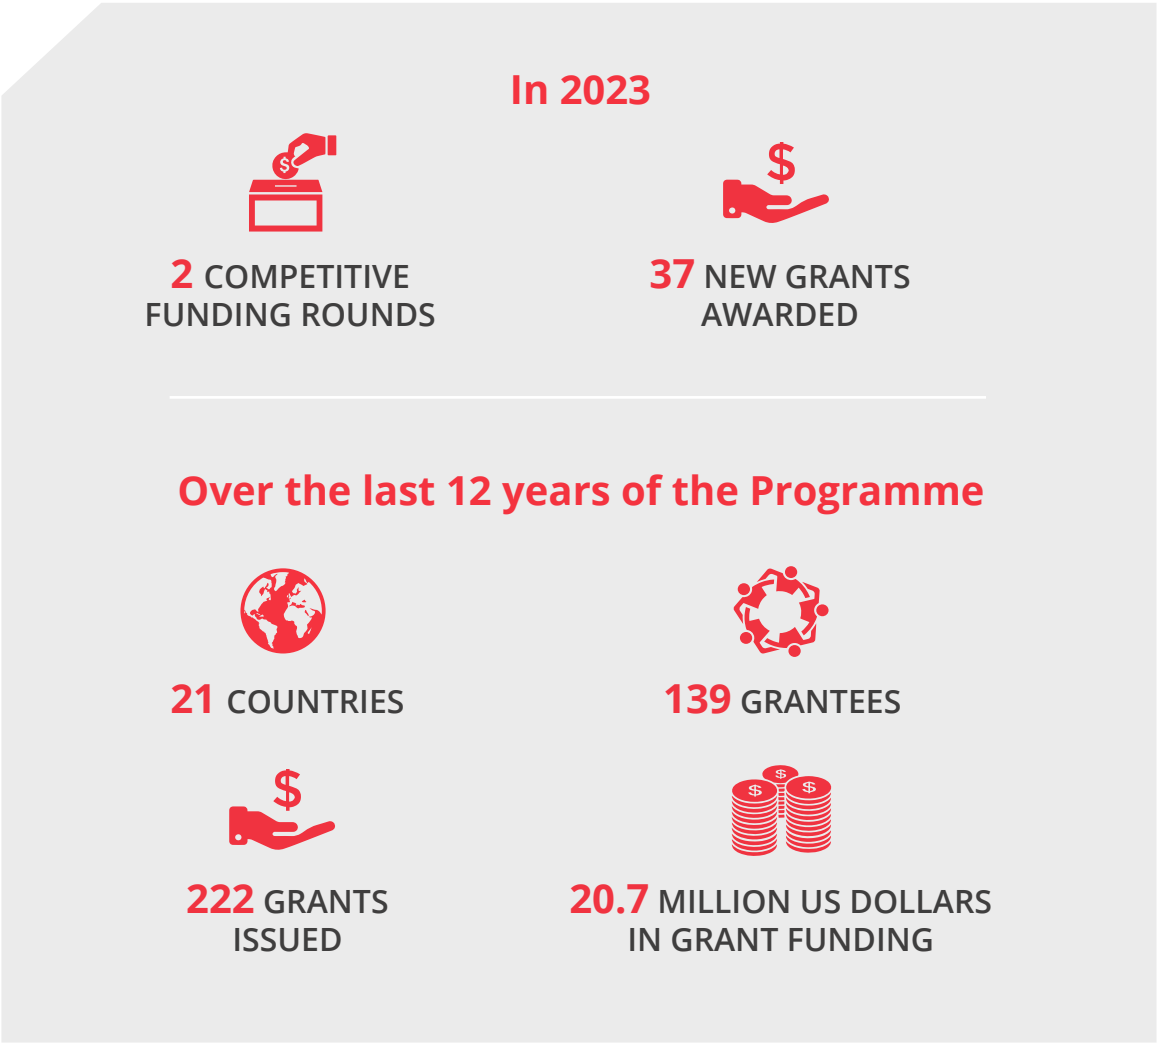 In 2023
2 COMPETITIVE
FUNDING ROUNDS
37 NEW GRANTS
AWARDED
Over the last 12 years of the Programme
21 COUNTRIES
139 GRANTEES
222 GRANTS
ISSUED
20.7 MILLION US DOLLARS
IN GRANT FUNDING